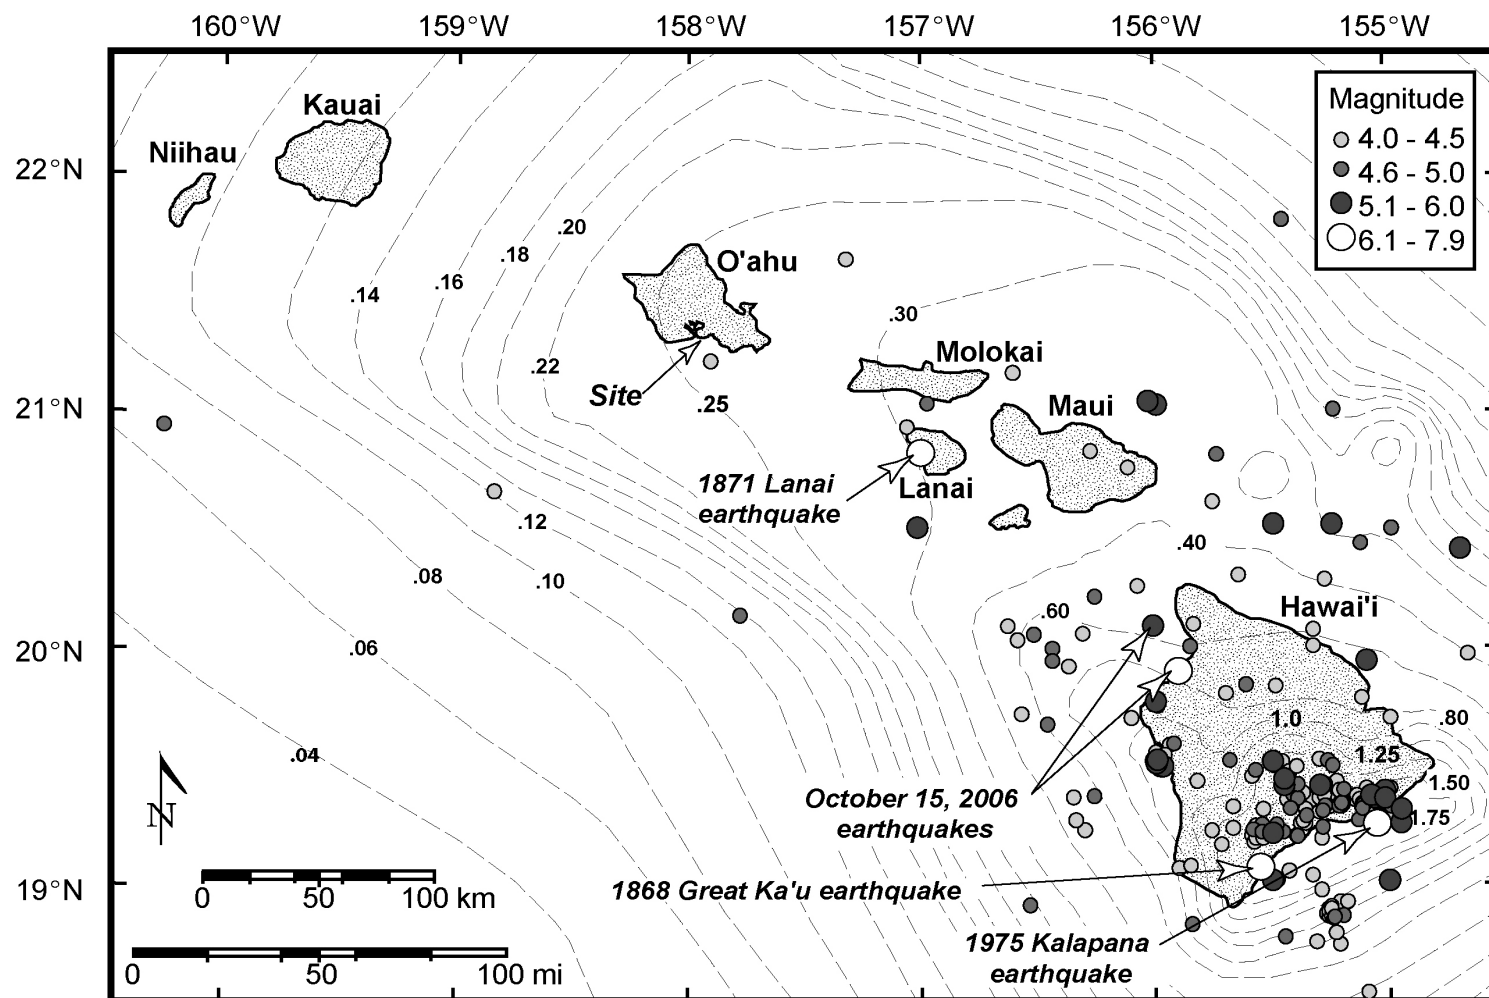 160°W 159°W 158°W 157°W 156°W 155°W
Magnitude
4.0 - 4.5
4.6 - 5.0
5.1 - 6.0
6.1 - 7.9
22°N
21°N
20°N
19°N
Kauai
Niihau
O'ahu
Site
Molokai
Maui
Lanai
1871 Lanai
earthquake
Hawai'i
October 15, 2006
earthquakes
1868 Great Ka'u earthquake
1975 Kalapana
earthquake
.20
.18
.16
.14
.22
.25
.30
.12
.10
.08
.06
.04
.40
.60
.80
1.0
1.25
1.50
1.75
N
0 50 100 km
0 50 100 mi